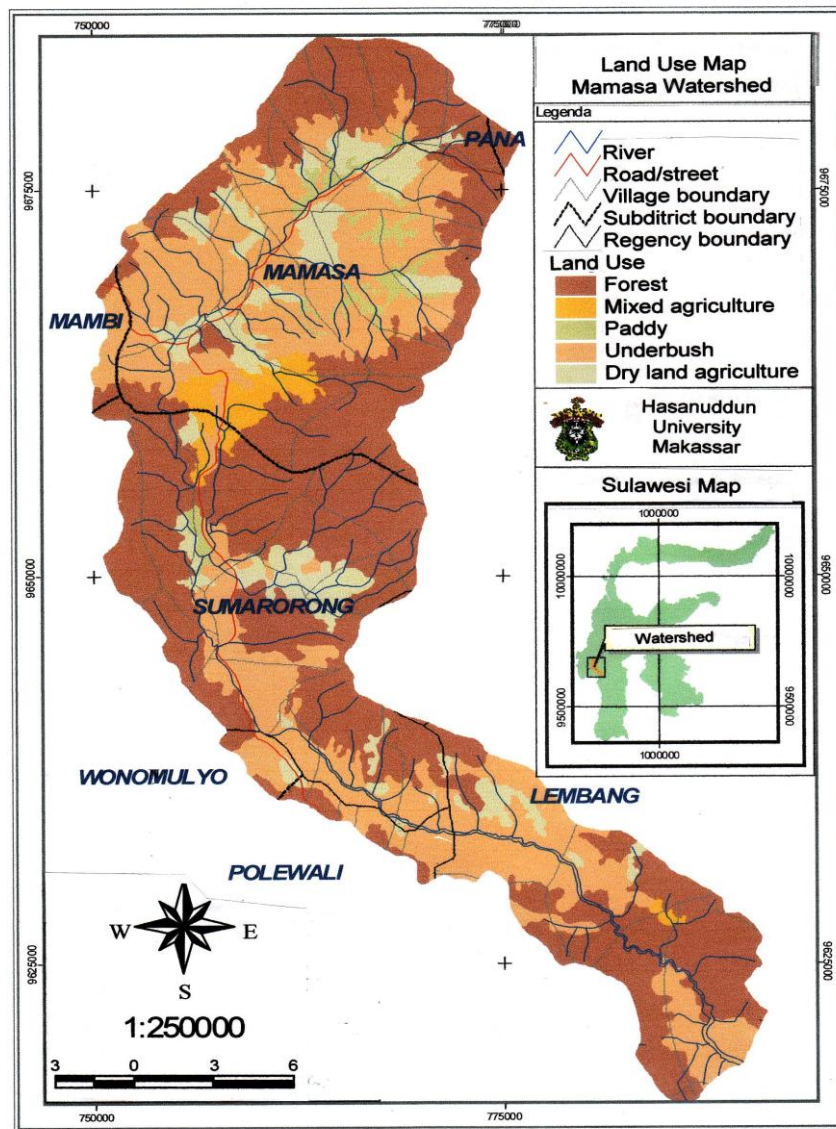 750000
775000
Land Use Map
Mamasa Watershed
Legenda
River
Road/street
Village boundary
Subditrict boundary
Regency boundary
Land Use
Forest
Mixed agriculture
Paddy
Underbush
Dry land agriculture
Hasanuddun
University
Makassar
Sulawesi Map
1000000
1000000
10000000
9500000
9500000
1000000
Watershed
PANA
MAMASA
MAMBI
SUMARORONG
WONOMULYO
LEMBANG
POLEWALI
9675000
9675000
9650000
9650000
9625000
9625000
W
E
S
1:250000
3 0 3 6
750000
775000